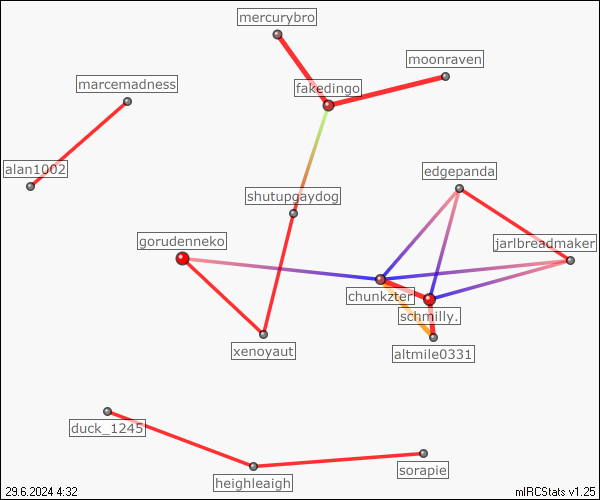 mercurybro
moonraven
marcemadness
fakedingo
alan1002
edgepanda
shutupgaydog
gorudenneko
jarlbreadmaker
chunkzter
schmilly.
xenoyaut
altmile0331
duck_1245
sorapie
heighleaigh
29.6.2024 4:32
mIRCStats v1.25